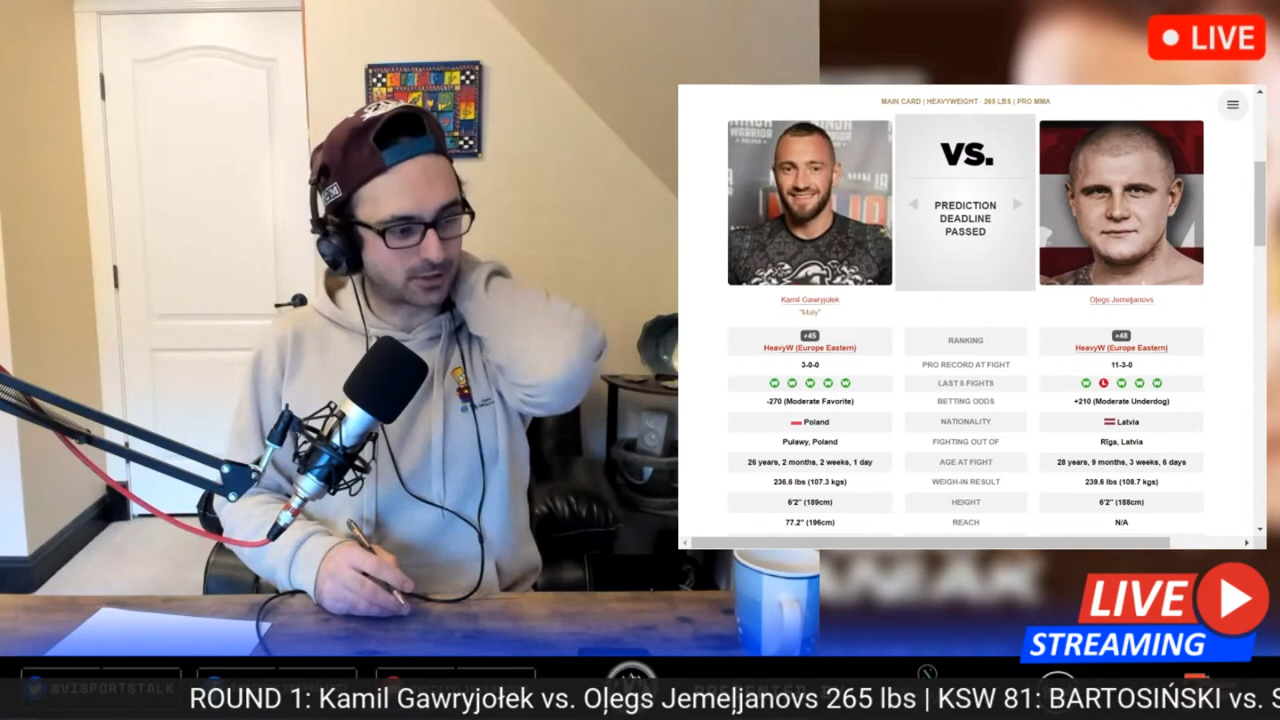 LIVE
MAIN CARD | HEAVYWEIGHT · 265 LBS | PRO MMA
VS.
PREDICTION
DEADLINE
PASSED
Kamil Gawryjołek
"Mały"
Oļegs Jemeļjanovs
#45
HeavyW (Europe Eastern)
RANKING
#48
HeavyW (Europe Eastern)
3-0-0
PRO RECORD AT FIGHT
11-3-0
W W W W W
LAST 5 FIGHTS
W L W W W
-270 (Moderate Favorite)
BETTING ODDS
+210 (Moderate Underdog)
Poland
NATIONALITY
Latvia
Puławy, Poland
FIGHTING OUT OF
Rīga, Latvia
26 years, 2 months, 2 weeks, 1 day
AGE AT FIGHT
28 years, 9 months, 3 weeks, 6 days
236.6 lbs (107.3 kgs)
WEIGH-IN RESULT
239.6 lbs (108.7 kgs)
6'2" (189cm)
HEIGHT
6'2" (188cm)
77.2" (196cm)
REACH
N/A
LIVE
STREAMING
@VISPORTSTALK
ROUND 1: Kamil Gawryjołek vs. Oļegs Jemeļjanovs 265 lbs | KSW 81: BARTOSIŃSKI vs. S